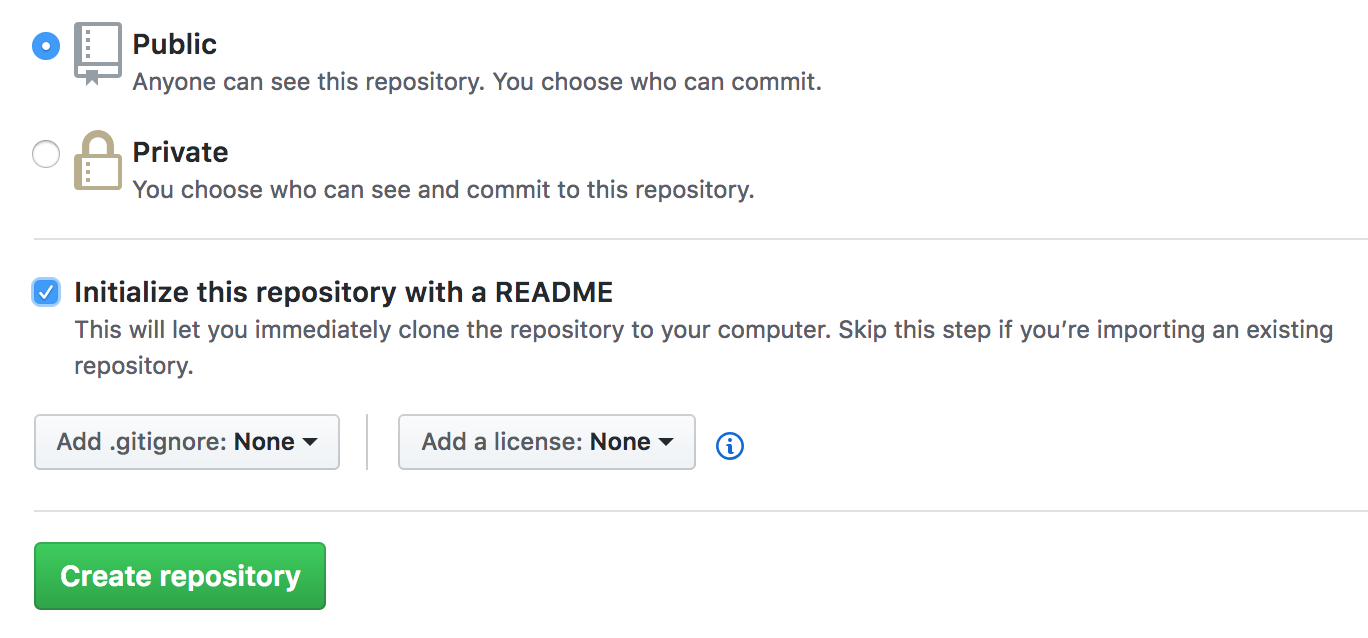 Public
Anyone can see this repository. You choose who can commit.
Private
You choose who can see and commit to this repository.
Initialize this repository with a README
This will let you immediately clone the repository to your computer. Skip this step if you’re importing an existing
repository.
Add .gitignore: None
Add a license: None
Create repository